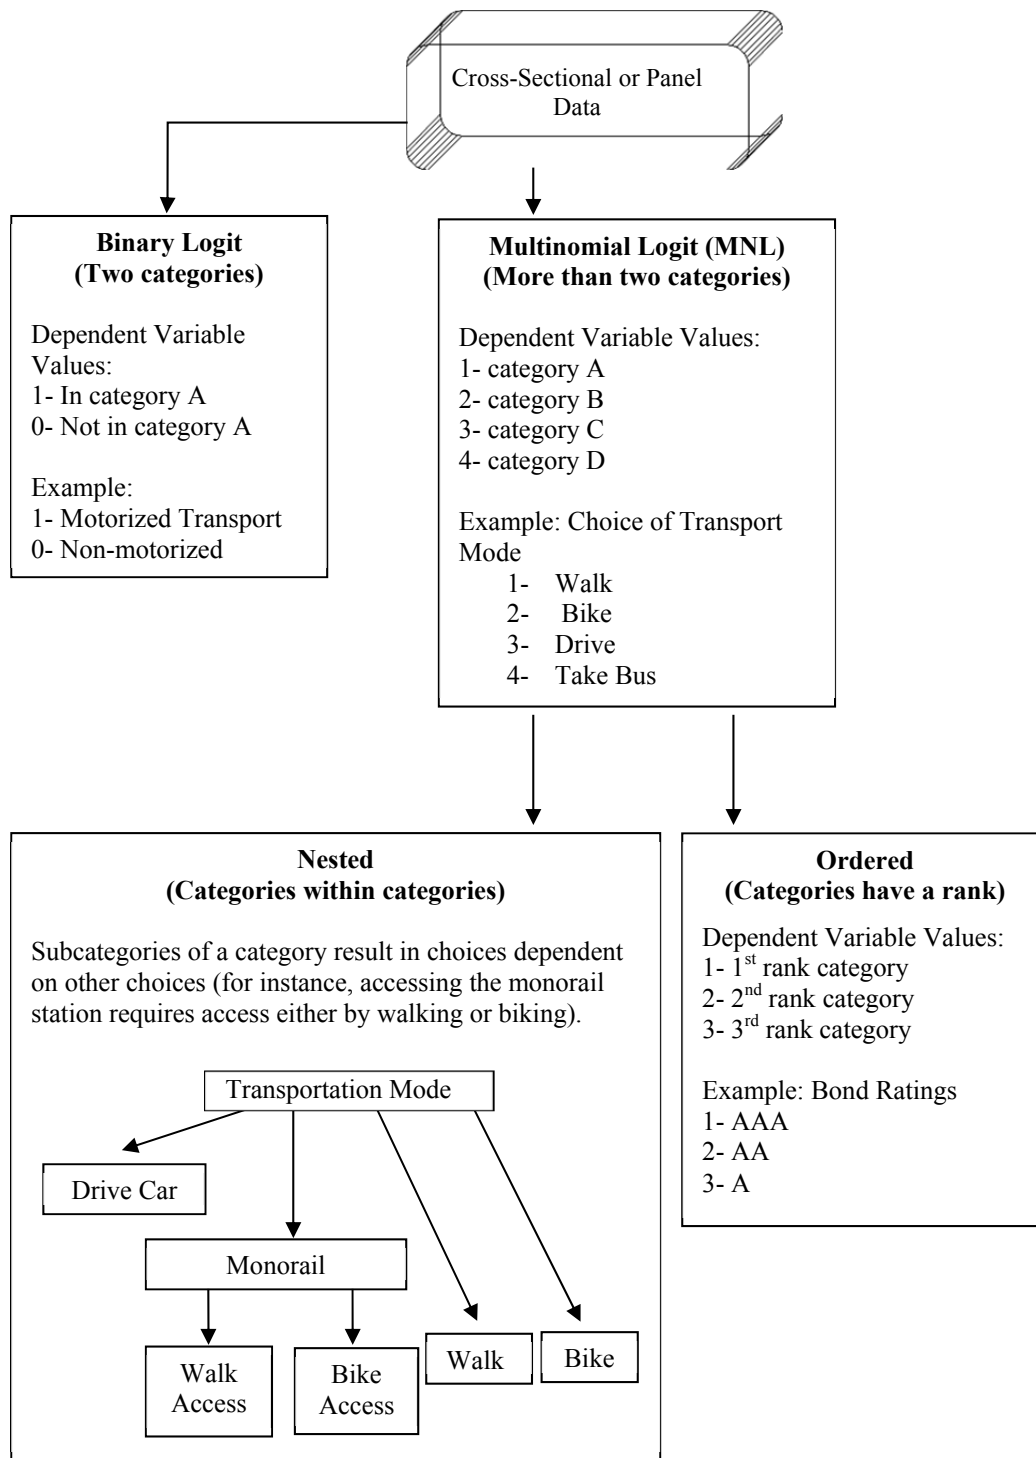 Cross-Sectional or Panel
Data
Binary Logit
(Two categories)
Dependent Variable
Values:
1- In category A
0- Not in category A
Example:
1- Motorized Transport
0- Non-motorized
Multinomial Logit (MNL)
(More than two categories)
Dependent Variable Values:
1- category A
2- category B
3- category C
4- category D
Example: Choice of Transport
Mode
1- Walk
2- Bike
3- Drive
4- Take Bus
Nested
(Categories within categories)
Subcategories of a category result in choices dependent
on other choices (for instance, accessing the monorail
station requires access either by walking or biking).
Transportation Mode
Drive Car
Monorail
Walk
Access
Bike
Access
Walk
Bike
Ordered
(Categories have a rank)
Dependent Variable Values:
1- 1st rank category
2- 2nd rank category
3- 3rd rank category
Example: Bond Ratings
1- AAA
2- AA
3- A